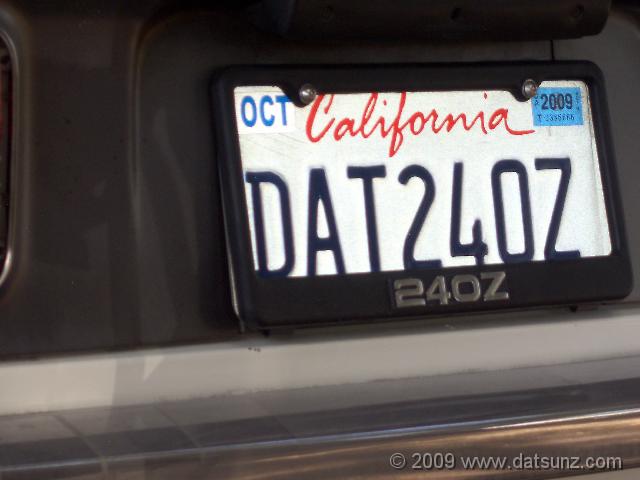 OCT California 2009
DAT240Z
240Z
© 2009 www.datsunz.com